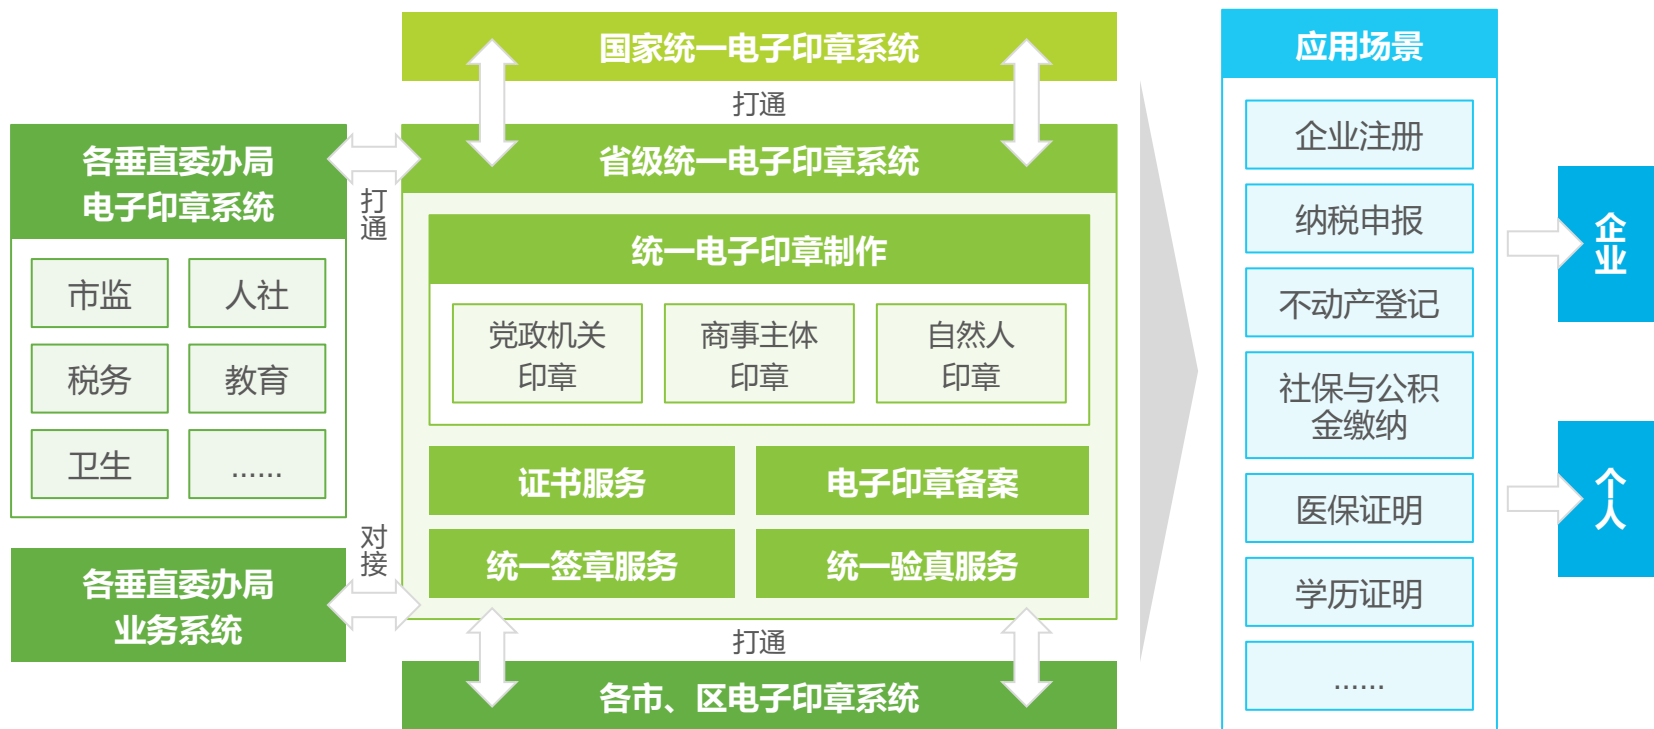 国家统一电子印章系统
打通
各垂直委办局
电子印章系统
市监
人社
税务
教育
卫生
......
打
通
省级统一电子印章系统
统一电子印章制作
党政机关
印章
商事主体
印章
自然人
印章
证书服务
电子印章备案
统一签章服务
统一验真服务
对
接
各垂直委办局
业务系统
打通
各市、区电子印章系统
应用场景
企业注册
纳税申报
不动产登记
社保与公积
金缴纳
医保证明
学历证明
......
企
业
个
人